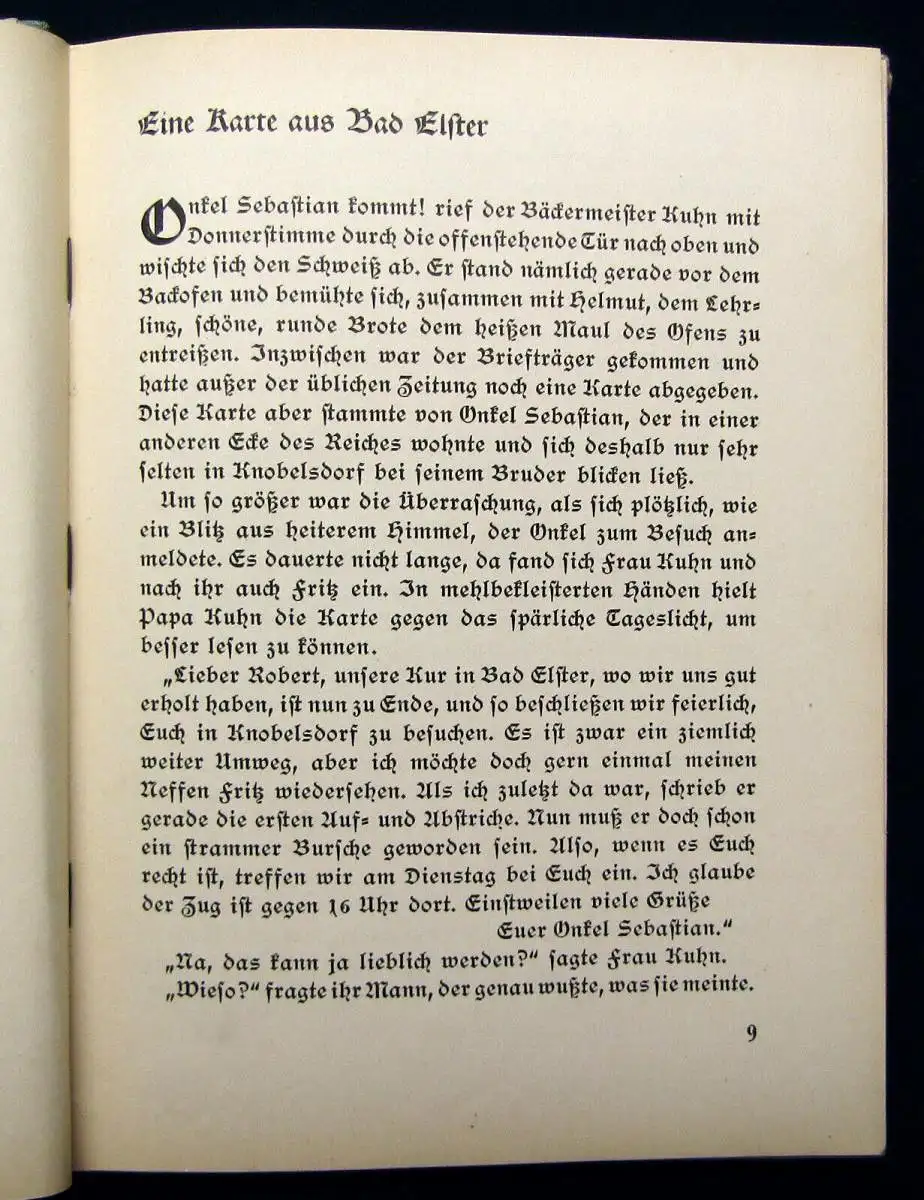 Eine Karte aus Bad Elſter
Onkel Sebaſtian kommt! rief der Bäckermeiſter Kuhn mit
Donnerſtimme durch die offenſtehende Tür nach oben und
wiſchte ſich den Schweiß ab. Er ſtand nämlich gerade vor dem
Backofen und bemühte ſich, zuſammen mit Helmut, dem Lehr⸗
ling, ſchöne, runde Brote dem heißen Maul des Ofens zu
entreißen. Inzwiſchen war der Briefträger gekommen und
hatte außer der üblichen Zeitung noch eine Karte abgegeben.
Dieſe Karte aber ſtammte von Onkel Sebaſtian, der in einer
anderen Ecke des Reiches wohnte und ſich deshalb nur ſehr
ſelten in Knobelsdorf bei ſeinem Bruder blicken ließ.
Um ſo größer war die Überraſchung, als ſich plötzlich, wie
ein Blitz aus heiterem Himmel, der Onkel zum Beſuch an⸗
meldete. Es dauerte nicht lange, da fand ſich Frau Kuhn und
nach ihr auch Fritz ein. In mehlbekleiſterten Händen hielt
Papa Kuhn die Karte gegen das ſpärliche Tageslicht, um
beſſer leſen zu können.
„Lieber Robert, unſere Kur in Bad Elſter, wo wir uns gut
erholt haben, iſt nun zu Ende, und ſo beſchließen wir feierlich,
Euch in Knobelsdorf zu beſuchen. Es iſt zwar ein ziemlich
weiter Umweg, aber ich möchte doch gern einmal meinen
Neffen Fritz wiederſehen. Als ich zuletzt da war, ſchrieb er
gerade die erſten Auf⸗ und Abſtriche. Nun muß er doch ſchon
ein ſtrammer Burſche geworden ſein. Alſo, wenn es Euch
recht iſt, treffen wir am Dienstag bei Euch ein. Ich glaube
der Zug iſt gegen 16 Uhr dort. Einſtweilen viele Grüße
Euer Onkel Sebaſtian.“
„Na, das kann ja lieblich werden?“ ſagte Frau Kuhn.
„Wieſo?“ fragte ihr Mann, der genau wußte, was ſie meinte.
9